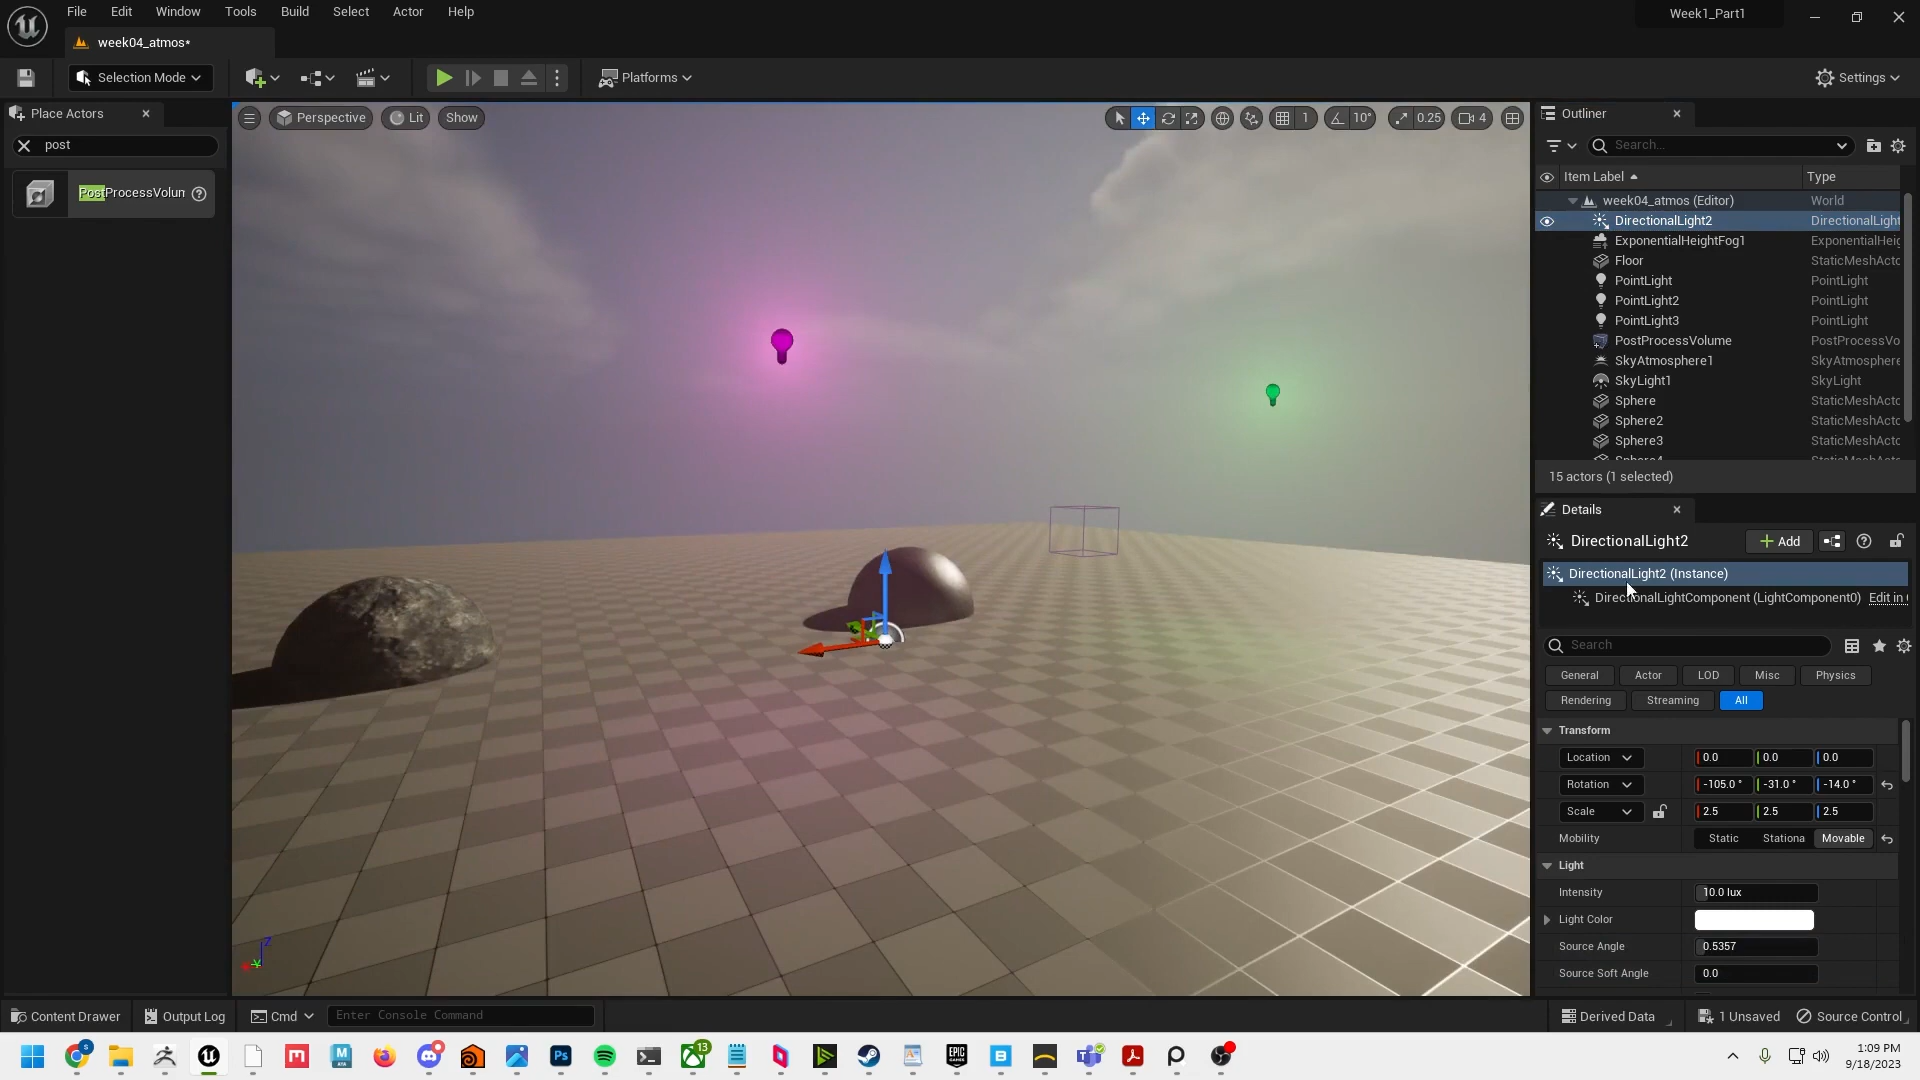 File Edit Window Tools Build Select Actor Help
Week1_Part1
week04_atmos*
Selection Mode
Platforms
Settings
Place Actors
post
PostProcessVolum
Perspective Lit Show
1 10° 0.25 4
Outliner
Search...
Item Label Type
week04_atmos (Editor) World
DirectionalLight2 DirectionalLight
ExponentialHeightFog1 ExponentialHeig
Floor StaticMeshActo
PointLight PointLight
PointLight2 PointLight
PointLight3 PointLight
PostProcessVolume PostProcessVo
SkyAtmosphere1 SkyAtmosphere
SkyLight1 SkyLight
Sphere StaticMeshActo
Sphere2 StaticMeshActo
Sphere3 StaticMeshActo
15 actors (1 selected)
Details
DirectionalLight2 + Add
DirectionalLight2 (Instance)
DirectionalLightComponent (LightComponent0) Edit in
Search
General Actor LOD Misc Physics
Rendering Streaming All
Transform
Location 0.0 0.0 0.0
Rotation -105.0 ° -31.0 ° -14.0 °
Scale 2.5 2.5 2.5
Mobility Static Stationa Movable
Light
Intensity 10.0 lux
Light Color
Source Angle 0.5357
Source Soft Angle 0.0
Z
Content Drawer Output Log Cmd Enter Console Command
Derived Data 1 Unsaved Source Control
1:09 PM
9/18/2023